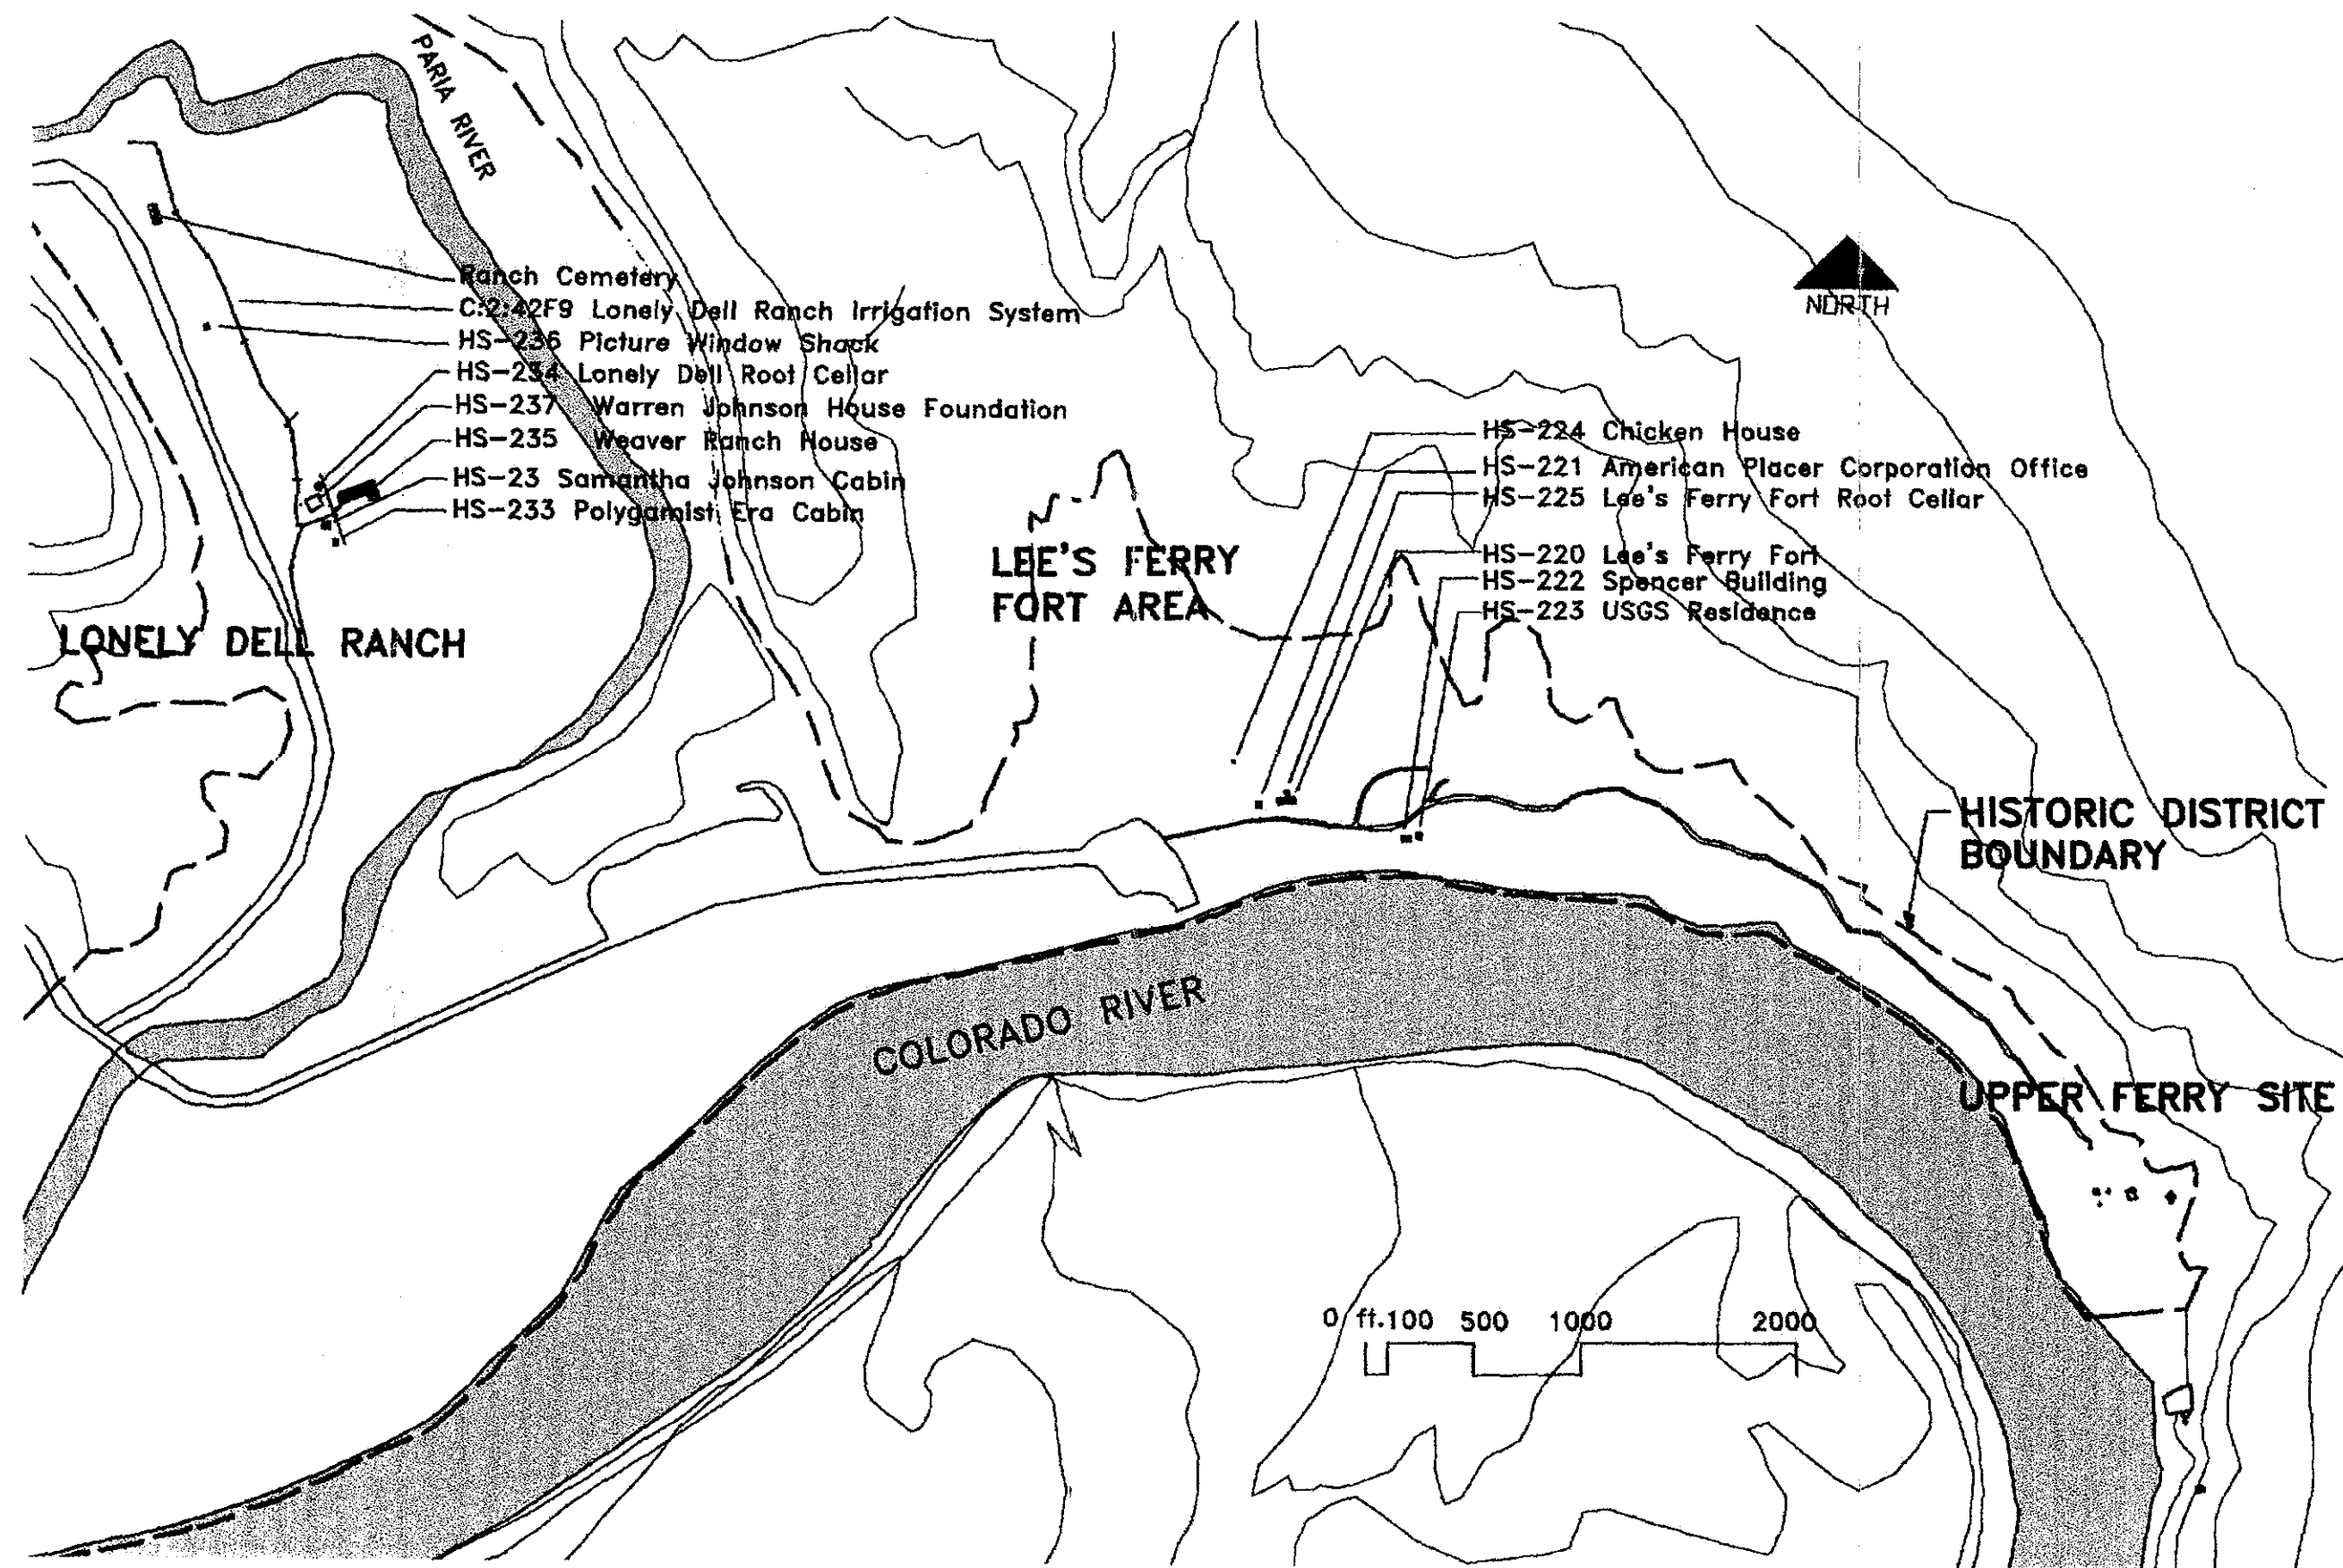 PARIA RIVER
Ranch Cemetery
C:2:42F9 Lonely Dell Ranch Irrigation System
HS-236 Picture Window Shack
HS-234 Lonely Dell Root Cellar
HS-237 Warren Johnson House Foundation
HS-235 Weaver Ranch House
HS-23 Samantha Johnson Cabin
HS-233 Polygamist Era Cabin
LONELY DELL RANCH
LEE'S FERRY
FORT AREA
NORTH
HS-224 Chicken House
HS-221 American Placer Corporation Office
HS-225 Lee's Ferry Fort Root Cellar
HS-220 Lee's Ferry Fort
HS-222 Spencer Building
HS-223 USGS Residence
HISTORIC DISTRICT
BOUNDARY
COLORADO RIVER
UPPER FERRY SITE
0 ft. 100 500 1000 2000